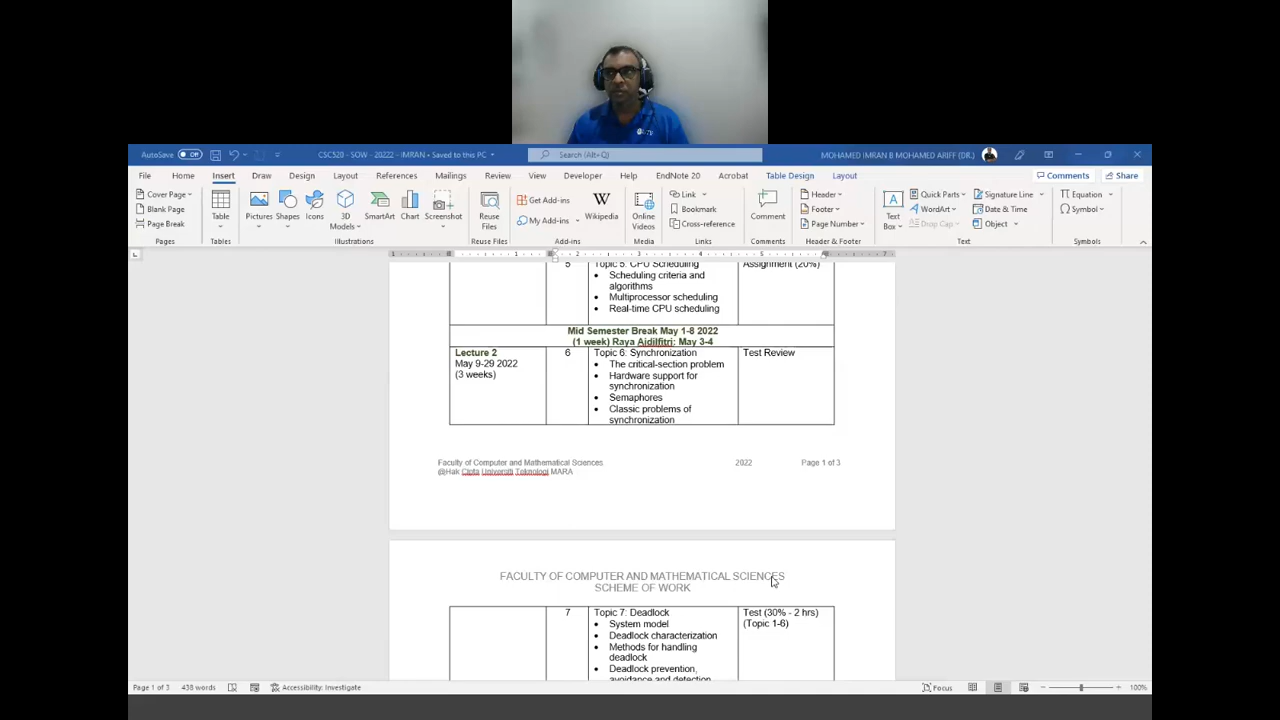 AutoSave Off CSC520 - SOW - 20222 - IMRAN • Saved to this PC Search (Alt+Q) MOHAMED IMRAN B MOHAMED ARIFF (DR.)
File Home Insert Draw Design Layout References Mailings Review View Developer Help EndNote 20 Acrobat Table Design Layout Comments Share
Cover Page
Blank Page
Page Break
Pages
Table
Tables
Pictures Shapes Icons 3D Models SmartArt Chart Screenshot
Illustrations
Reuse Files
Reuse Files
Get Add-ins
My Add-ins
Wikipedia
Add-ins
Online Videos
Media
Link
Bookmark
Cross-reference
Links
Comment
Comments
Header
Footer
Page Number
Header & Footer
Text Box
Quick Parts
WordArt
Drop Cap
Signature Line
Date & Time
Object
Text
Equation
Symbol
Symbols
1 1 2 3 4 5 7
5 Topic 5: CPU Scheduling Assignment (20%)
• Scheduling criteria and
algorithms
• Multiprocessor scheduling
• Real-time CPU scheduling
Mid Semester Break May 1-8 2022
(1 week) Raya Aidilfitri: May 3-4
Lecture 2 6 Topic 6: Synchronization Test Review
May 9-29 2022 • The critical-section problem
(3 weeks) • Hardware support for
synchronization
• Semaphores
• Classic problems of
synchronization
Faculty of Computer and Mathematical Sciences 2022 Page 1 of 3
@Hak Cipta Universiti Teknologi MARA
FACULTY OF COMPUTER AND MATHEMATICAL SCIENCES
SCHEME OF WORK
7 Topic 7: Deadlock Test (30% - 2 hrs)
• System model (Topic 1-6)
• Deadlock characterization
• Methods for handling
deadlock
• Deadlock prevention,
avoidance and detection
Page 1 of 3 438 words Accessibility: Investigate Focus 100%